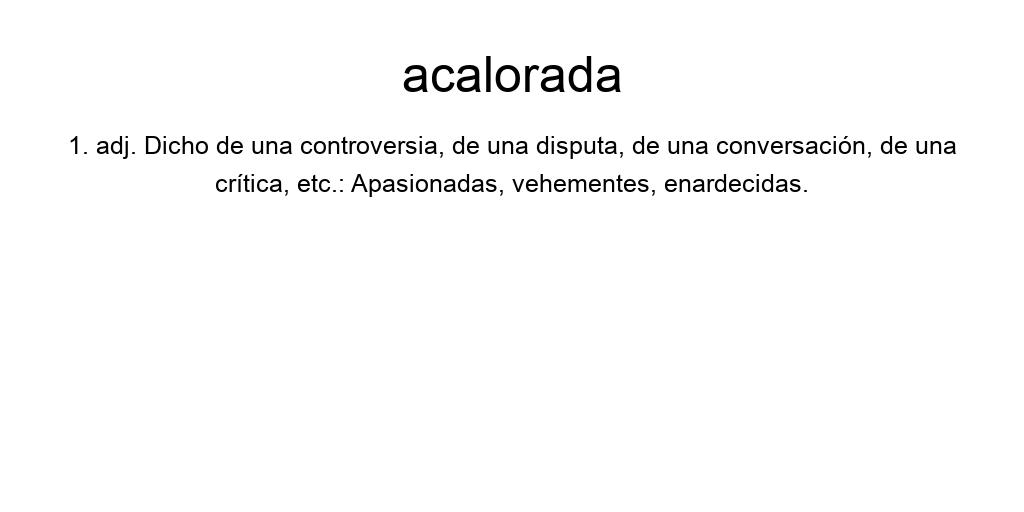 acalorada
1. adj. Dicho de una controversia, de una disputa, de una conversación, de una
crítica, etc.: Apasionadas, vehementes, enardecidas.